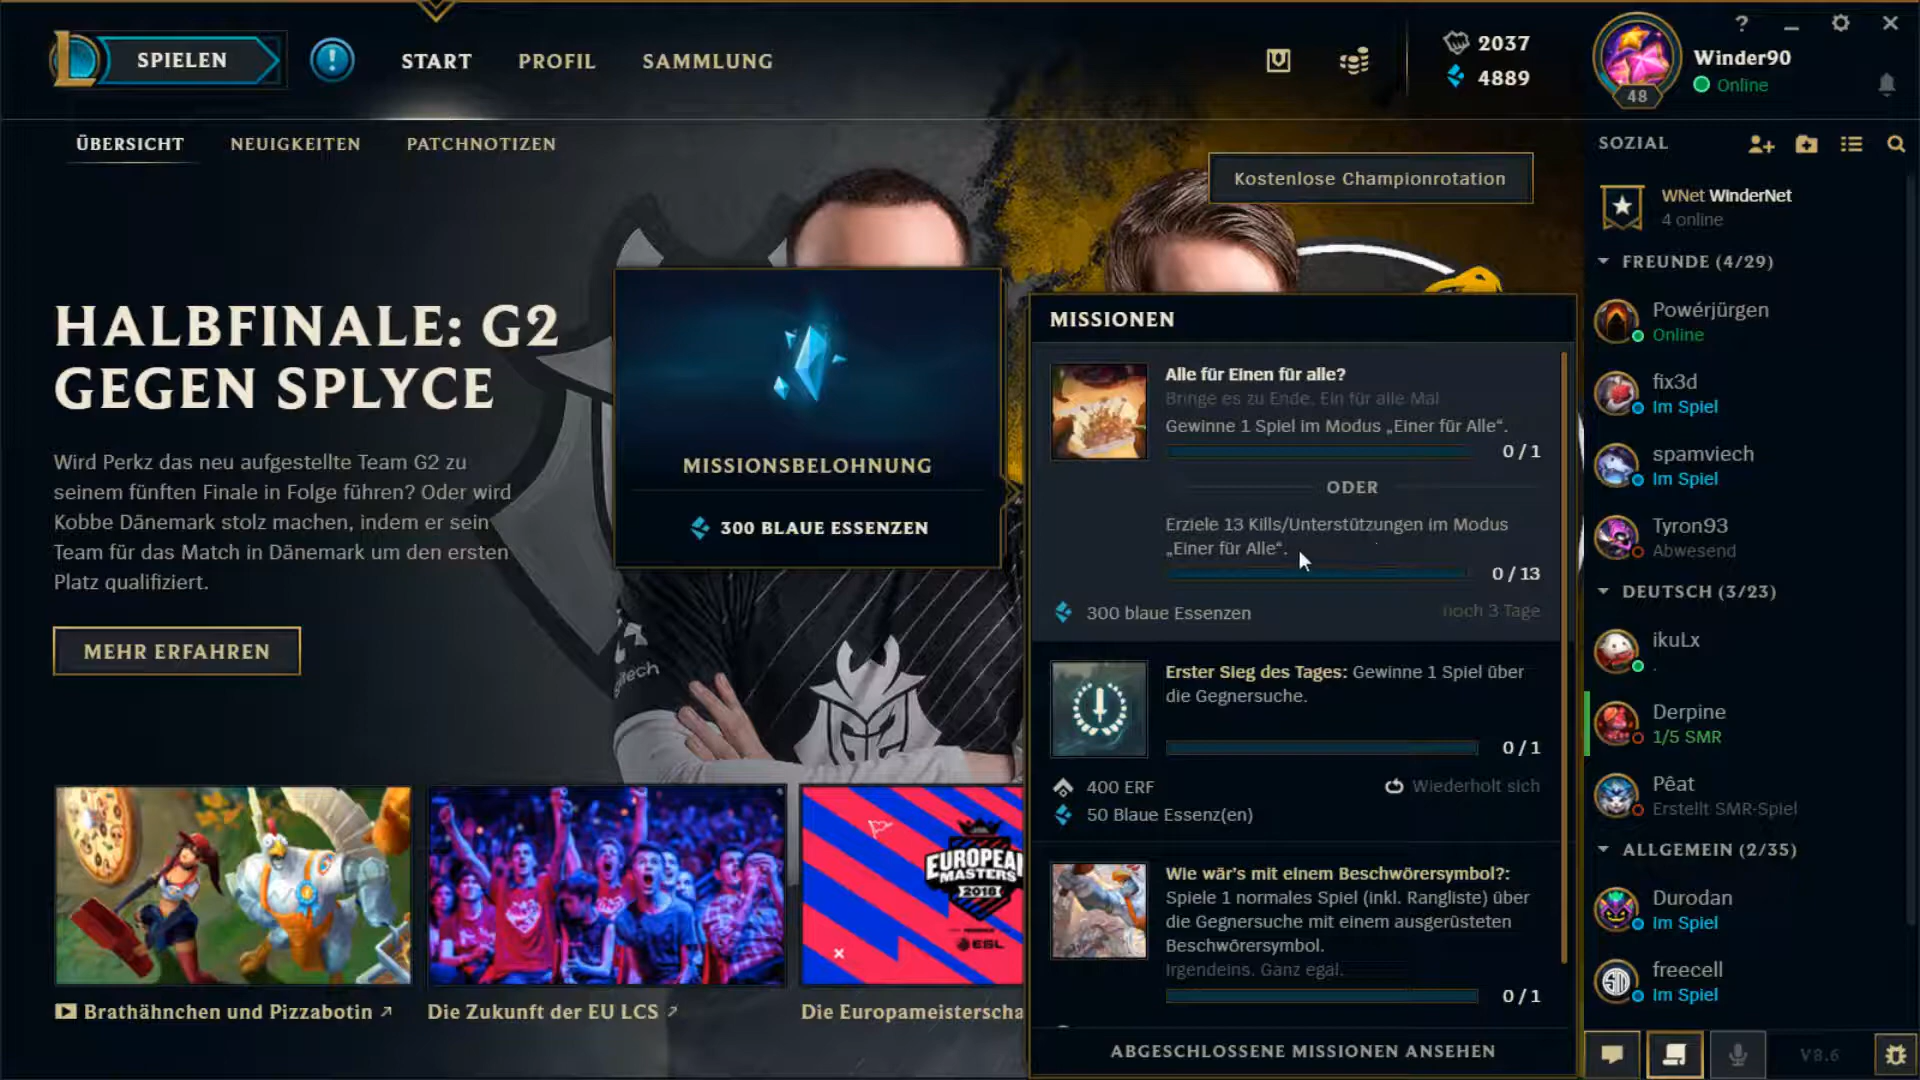 SPIELEN
START
PROFIL
SAMMLUNG
2037
4889
?
48
Winder90
Online
ÜBERSICHT
NEUIGKEITEN
PATCHNOTIZEN
Kostenlose Championrotation
HALBFINALE: G2
GEGEN SPLYCE
Wird Perkz das neu aufgestellte Team G2 zu
seinem fünften Finale in Folge führen? Oder wird
Kobbe Dänemark stolz machen, indem er sein
Team für das Match in Dänemark um den ersten
Platz qualifiziert.
MEHR ERFAHREN
MISSIONSBELOHNUNG
300 BLAUE ESSENZEN
MISSIONEN
Alle für Einen für alle?
Bringe es zu Ende. Ein für alle Mal
Gewinne 1 Spiel im Modus „Einer für Alle“.
0 / 1
ODER
Erziele 13 Kills/Unterstützungen im Modus
„Einer für Alle“.
0 / 13
300 blaue Essenzen
noch 3 Tage
Erster Sieg des Tages: Gewinne 1 Spiel über
die Gegnersuche.
0 / 1
400 ERF
Wiederholt sich
50 Blaue Essenz(en)
Wie wär's mit einem Beschwörersymbol?:
Spiele 1 normales Spiel (inkl. Rangliste) über
die Gegnersuche mit einem ausgerüsteten
Beschwörersymbol.
Irgendeins. Ganz egal.
0 / 1
ABGESCHLOSSENE MISSIONEN ANSEHEN
Brathähnchen und Pizzabotin
Die Zukunft der EU LCS
EUROPEAN
MASTERS
2018
ESL
Die Europameisterscha
SOZIAL
WNet WinderNet
4 online
FREUNDE (4/29)
Powérjürgen
Online
fix3d
Im Spiel
spamviech
Im Spiel
Tyron93
Abwesend
DEUTSCH (3/23)
ikuLx
.
Derpine
1/5 SMR
Pêat
Erstellt SMR-Spiel
ALLGEMEIN (2/35)
Durodan
Im Spiel
freecell
Im Spiel
V8.6